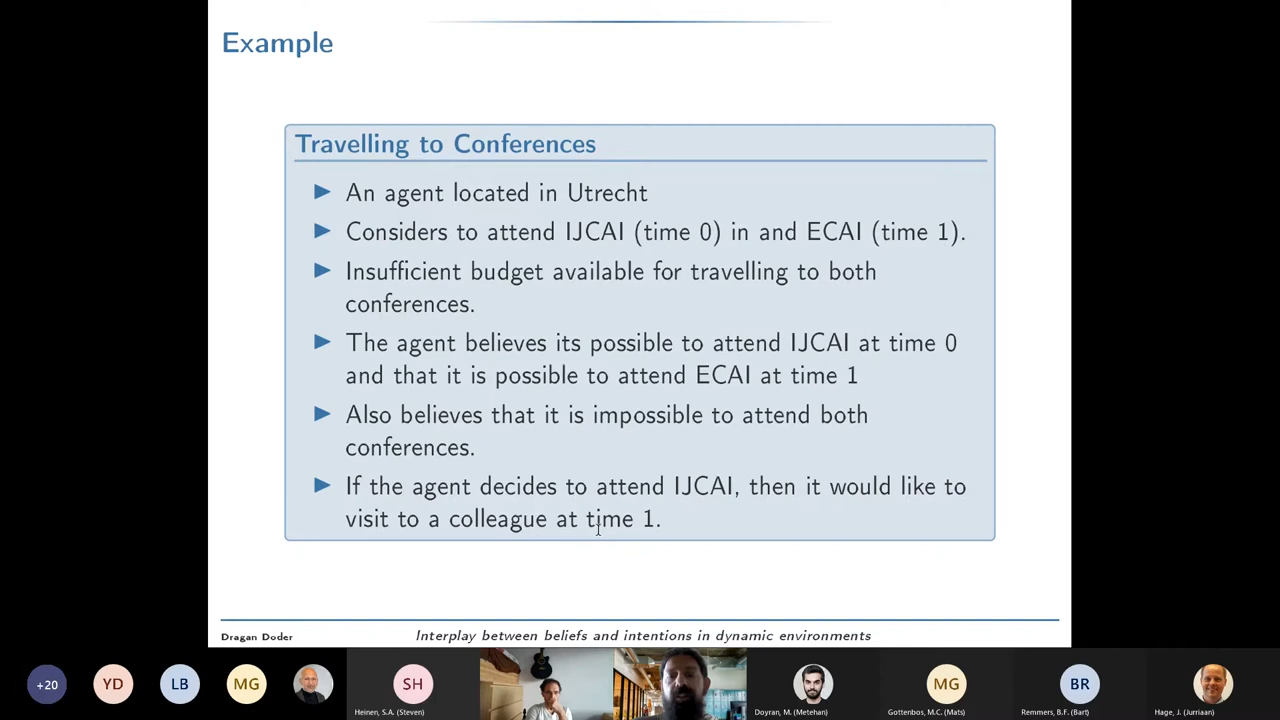 Example
Travelling to Conferences
An agent located in Utrecht
Considers to attend IJCAI (time 0) in and ECAI (time 1).
Insufficient budget available for travelling to both
conferences.
The agent believes its possible to attend IJCAI at time 0
and that it is possible to attend ECAI at time 1
Also believes that it is impossible to attend both
conferences.
If the agent decides to attend IJCAI, then it would like to
visit to a colleague at time 1.
Dragan Doder
Interplay between beliefs and intentions in dynamic environments
+20
YD
LB
MG
SH
MG
BR
Heinen, S.A. (Steven)
Doyran, M. (Metehan)
Gottenbos, M.C. (Mats)
Remmers, B.F. (Bart)
Hage, J. (Jurriaan)